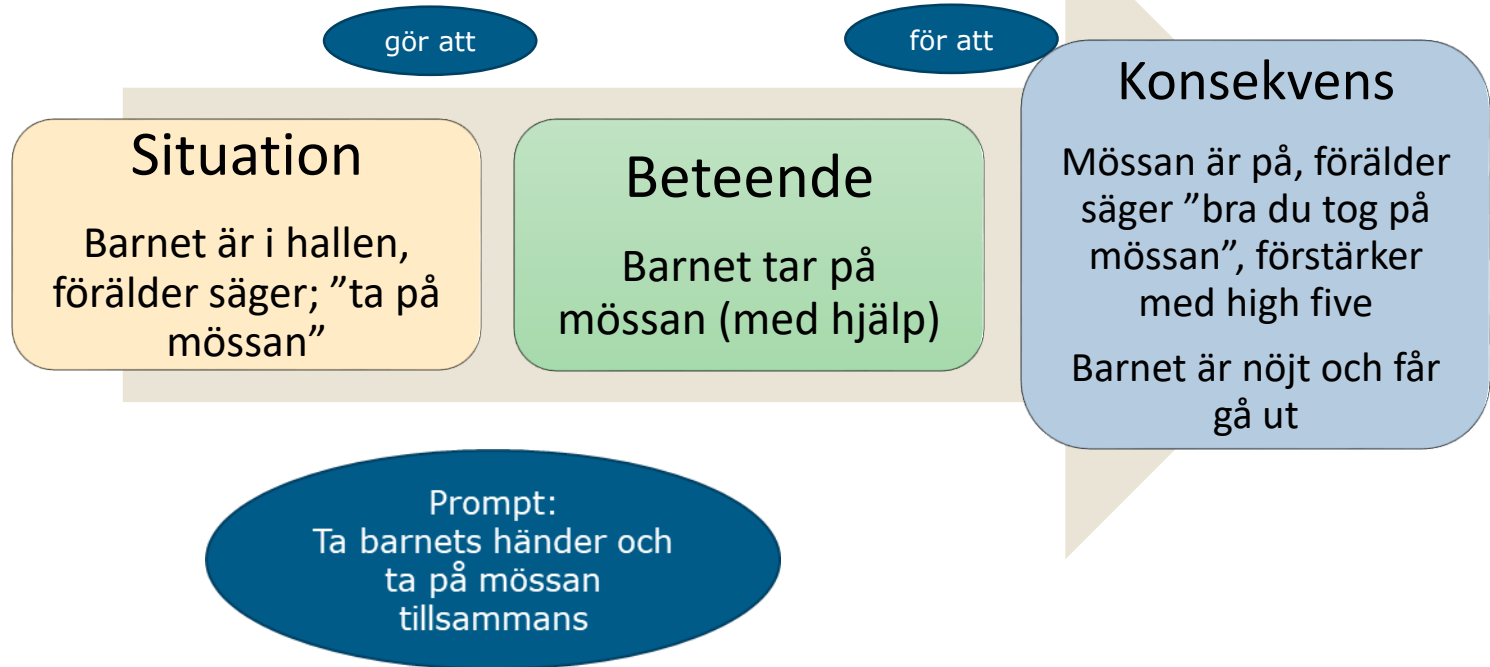 gör att
för att
Situation
Barnet är i hallen,
förälder säger; ”ta på
mössan”
Beteende
Barnet tar på
mössan (med hjälp)
Konsekvens
Mössan är på, förälder
säger ”bra du tog på
mössan”, förstärker
med high five
Barnet är nöjt och får
gå ut
Prompt:
Ta barnets händer och
ta på mössan
tillsammans